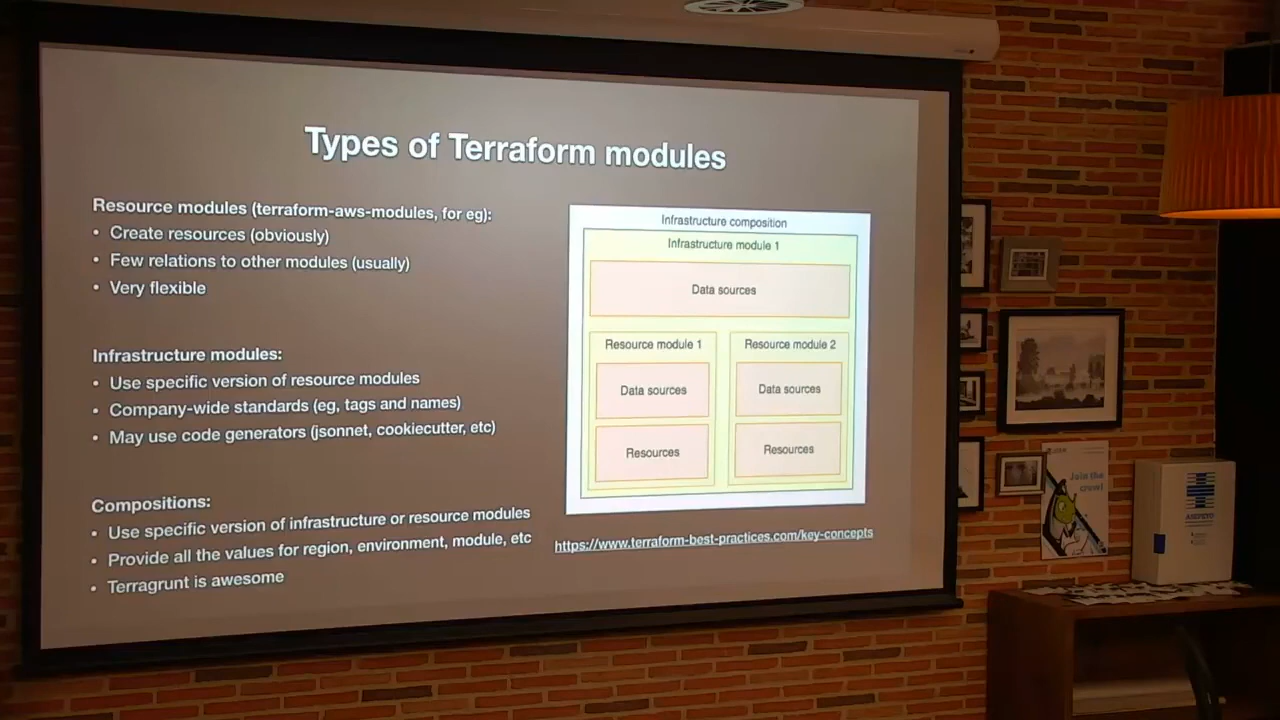 Types of Terraform modules
Resource modules (terraform-aws-modules, for eg):
• Create resources (obviously)
• Few relations to other modules (usually)
• Very flexible
Infrastructure modules:
• Use specific version of resource modules
• Company-wide standards (eg, tags and names)
• May use code generators (jsonnet, cookiecutter, etc)
Compositions:
• Use specific version of infrastructure or resource modules
• Provide all the values for region, environment, module, etc
• Terragrunt is awesome
Infrastructure composition
Infrastructure module 1
Data sources
Resource module 1
Resource module 2
Data sources
Data sources
Resources
Resources
https://www.terraform-best-practices.com/key-concepts
Join the
crew!